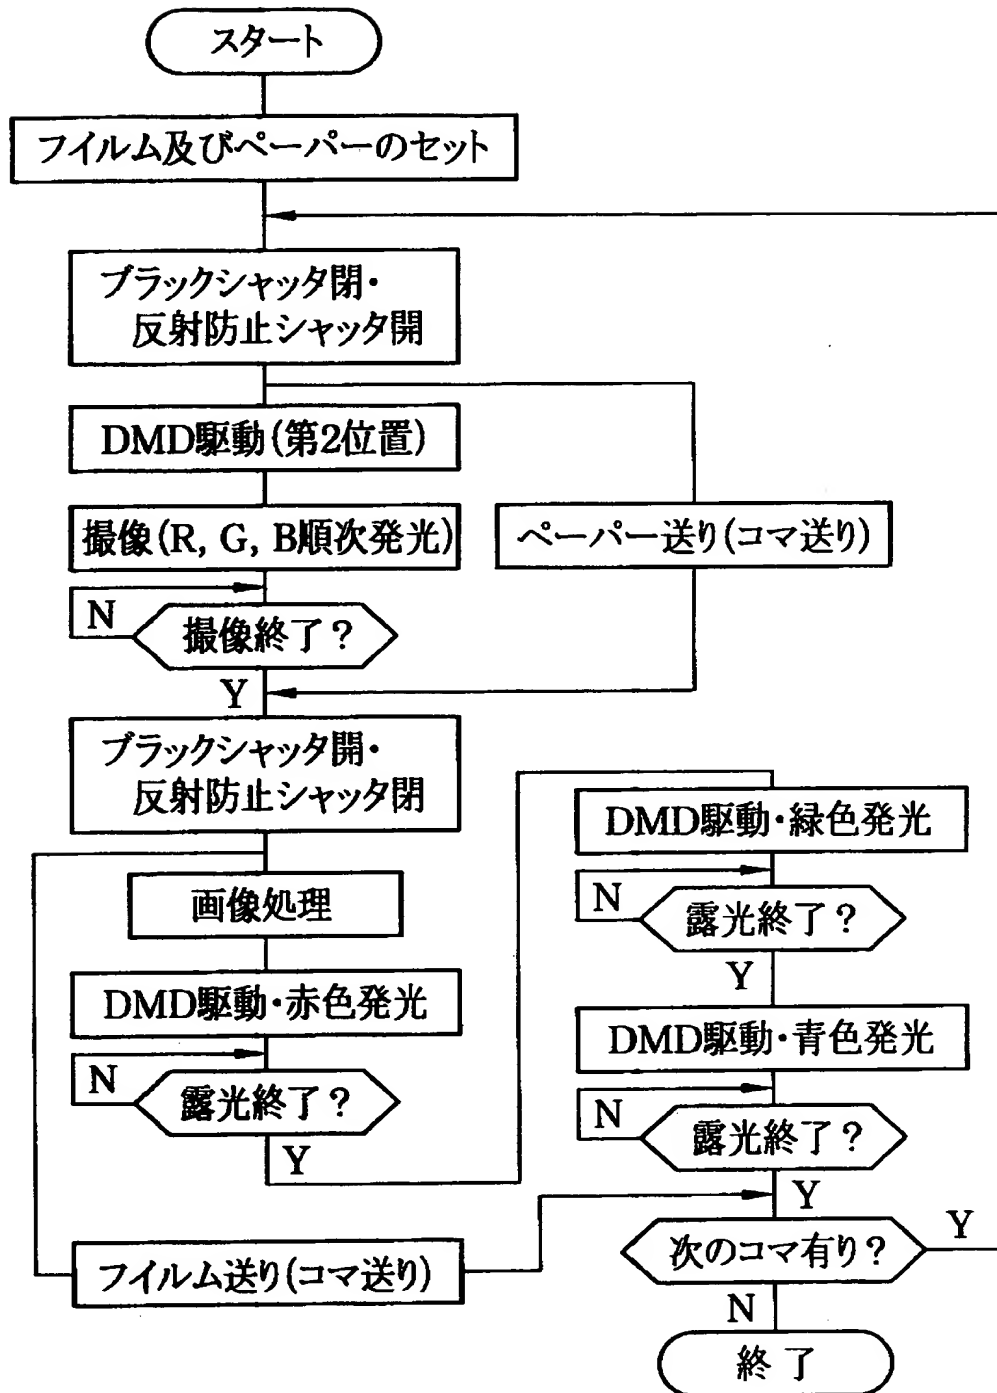 スタート
フイルム及びペーパーのセット
ブラックシャッタ閉・
反射防止シャッタ開
DMD駆動(第2位置)
撮像(R, G, B順次発光)
ペーパー送り(コマ送り)
N
撮像終了?
Y
ブラックシャッタ開・
反射防止シャッタ閉
画像処理
DMD駆動・赤色発光
N
露光終了?
Y
フイルム送り(コマ送り)
DMD駆動・緑色発光
N
露光終了?
Y
DMD駆動・青色発光
N
露光終了?
Y
次のコマ有り?
Y
N
終了